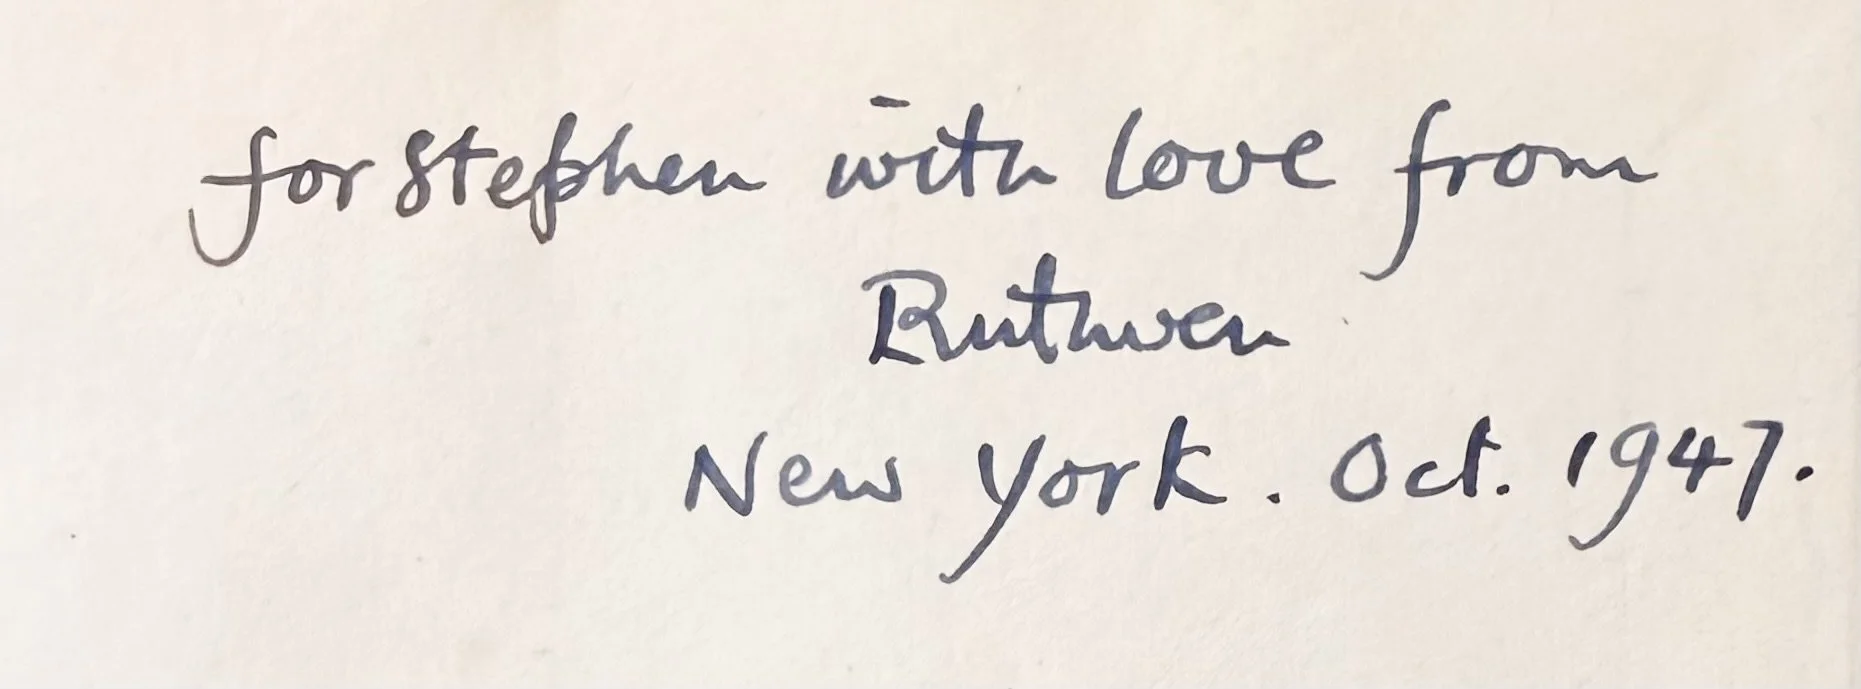 for Stephen with love from
Ruthven
New York. Oct. 1947.